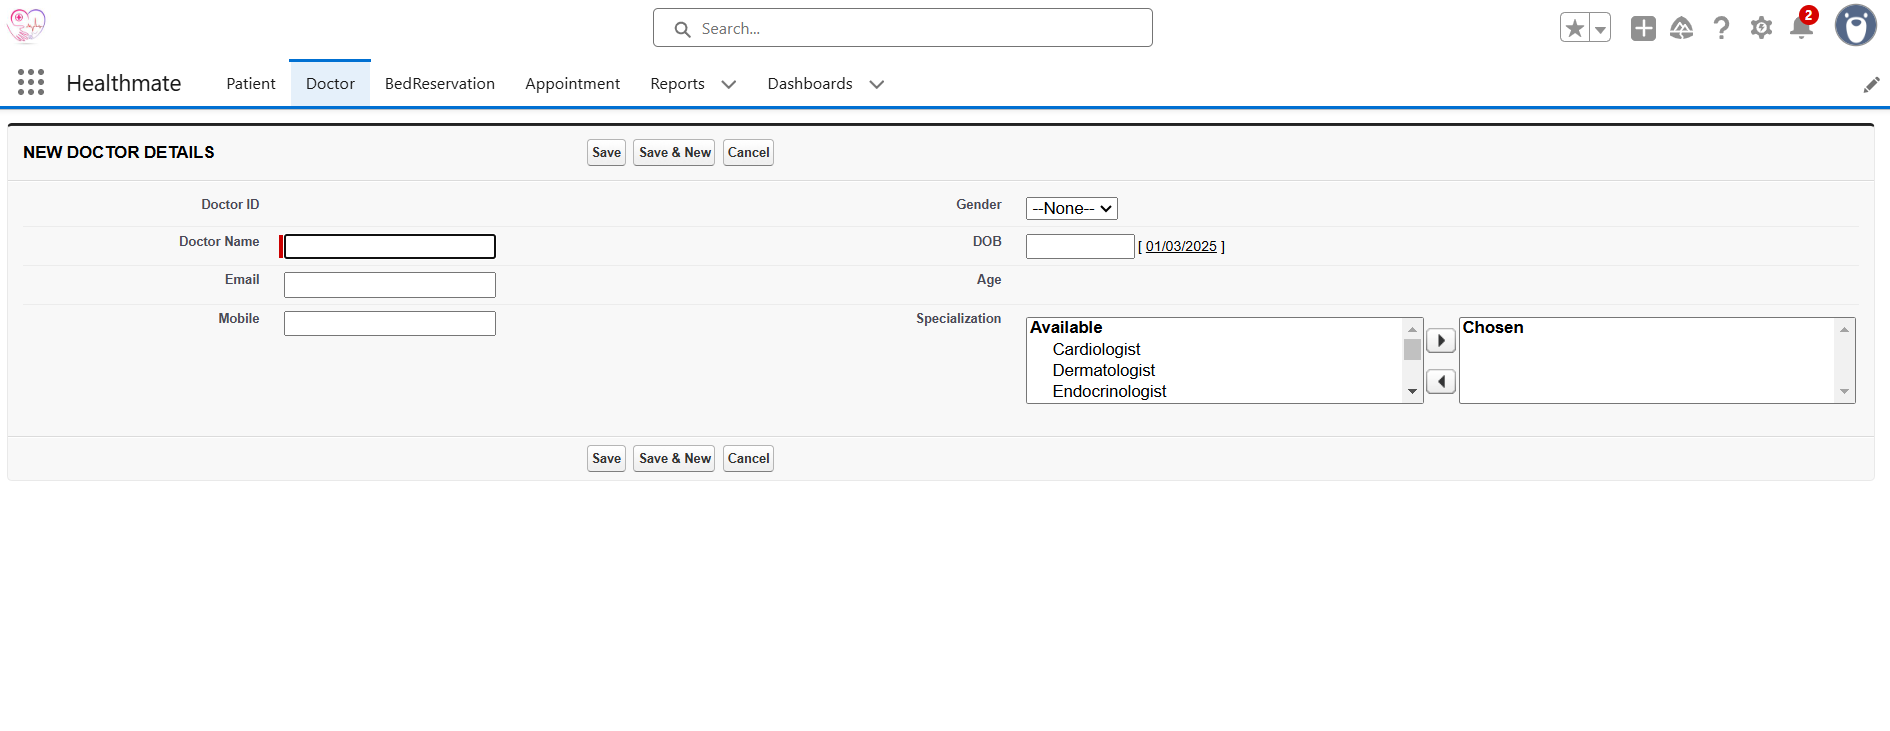 Search...
2
Healthmate
Patient
Doctor
BedReservation
Appointment
Reports
Dashboards
NEW DOCTOR DETAILS
Save
Save & New
Cancel
Doctor ID
Gender
--None--
Doctor Name
DOB
[ 01/03/2025 ]
Email
Age
Mobile
Specialization
Available
Cardiologist
Dermatologist
Endocrinologist
Chosen
Save
Save & New
Cancel